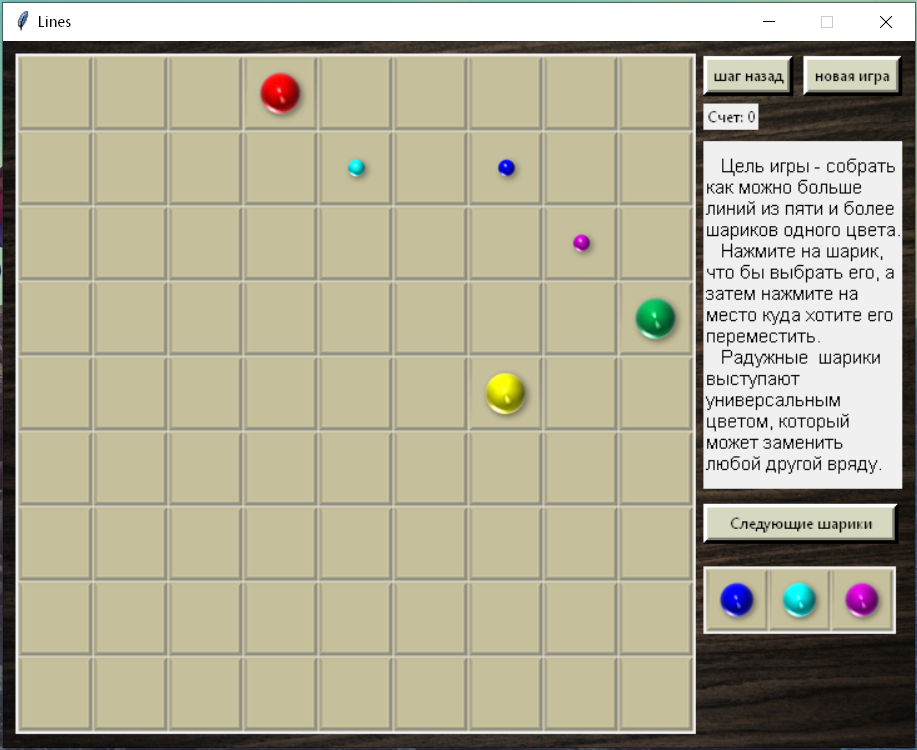 Lines
шаг назад
новая игра
Счет: 0
Цель игры - собрать
как можно больше
линий из пяти и более
шариков одного цвета.
Нажмите на шарик,
что бы выбрать его, а
затем нажмите на
место куда хотите его
переместить.
Радужные шарики
выступают
универсальным
цветом, который
может заменить
любой другой вряду.
Следующие шарики